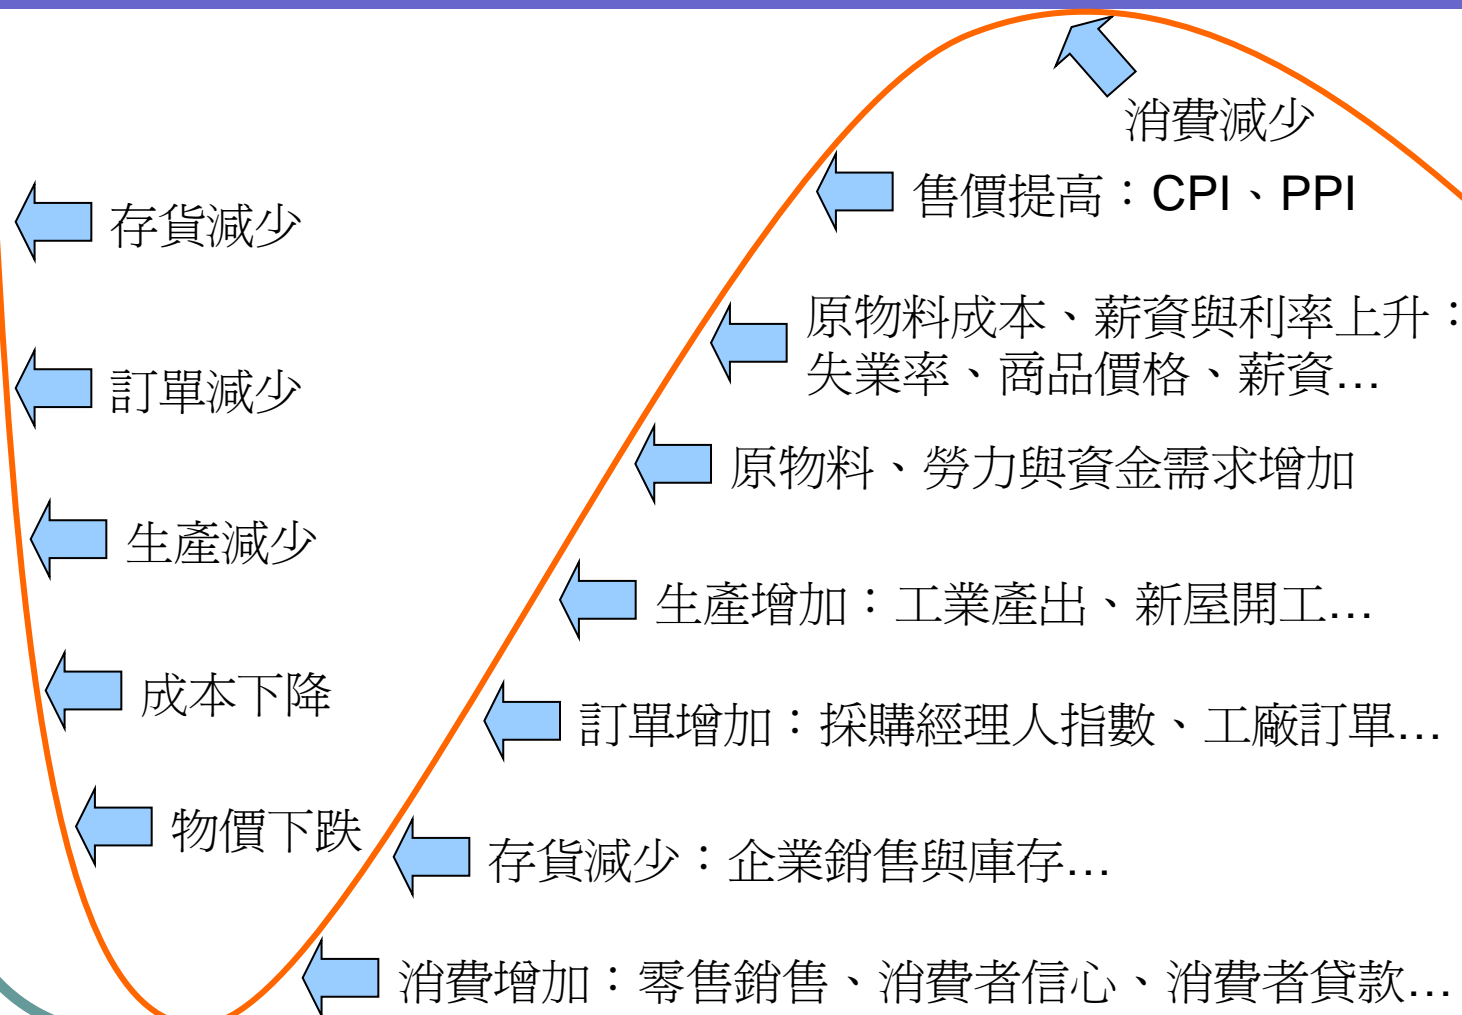 消費減少
售價提高：CPI、PPI
存貨減少
原物料成本、薪資與利率上升：
失業率、商品價格、薪資…
訂單減少
原物料、勞力與資金需求增加
生產減少
生產增加：工業產出、新屋開工…
成本下降
訂單增加：採購經理人指數、工廠訂單…
物價下跌
存貨減少：企業銷售與庫存…
消費增加：零售銷售、消費者信心、消費者貸款…